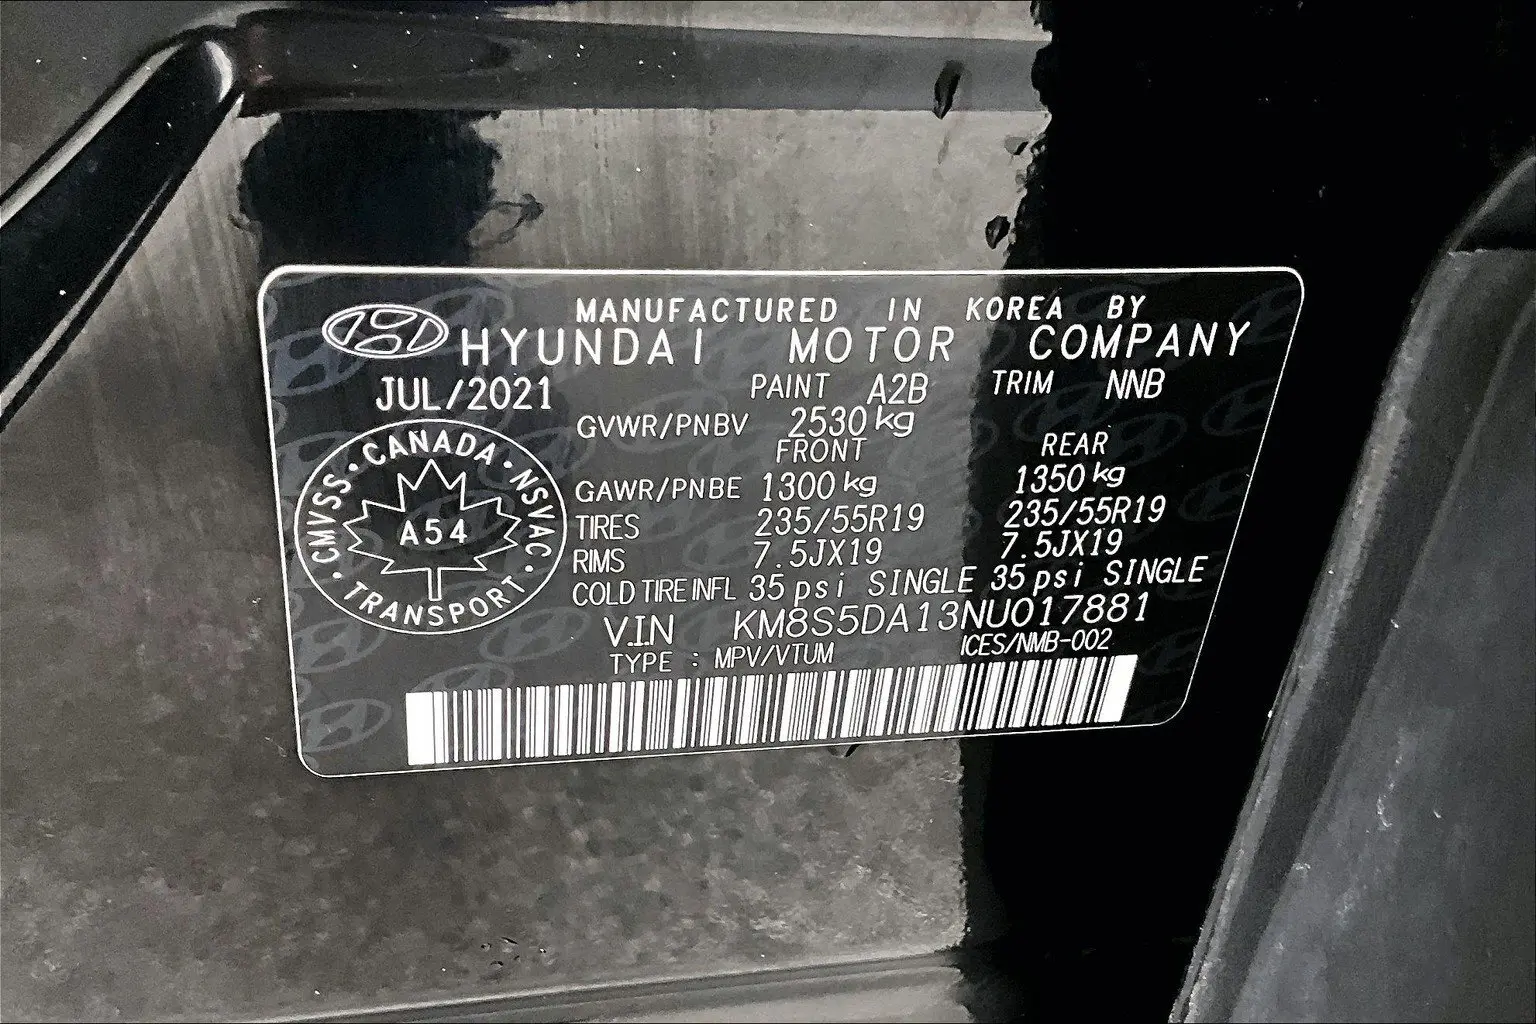 MANUFACTURED IN KOREA BY
HYUNDAI MOTOR COMPANY
JUL/2021 PAINT A2B TRIM NNB
GVWR/PNBV 2530 kg
FRONT REAR
GAWR/PNBE 1300 kg 1350 kg
TIRES 235/55R19 235/55R19
RIMS 7.5JX19 7.5JX19
COLD TIRE INFL 35 psi SINGLE 35 psi SINGLE
V.I.N KM8S5DA13NU017881
TYPE : MPV/VTUM ICES/NMB-002
CANADA · NSVAC · TRANSPORT · CMVSS ·
A54